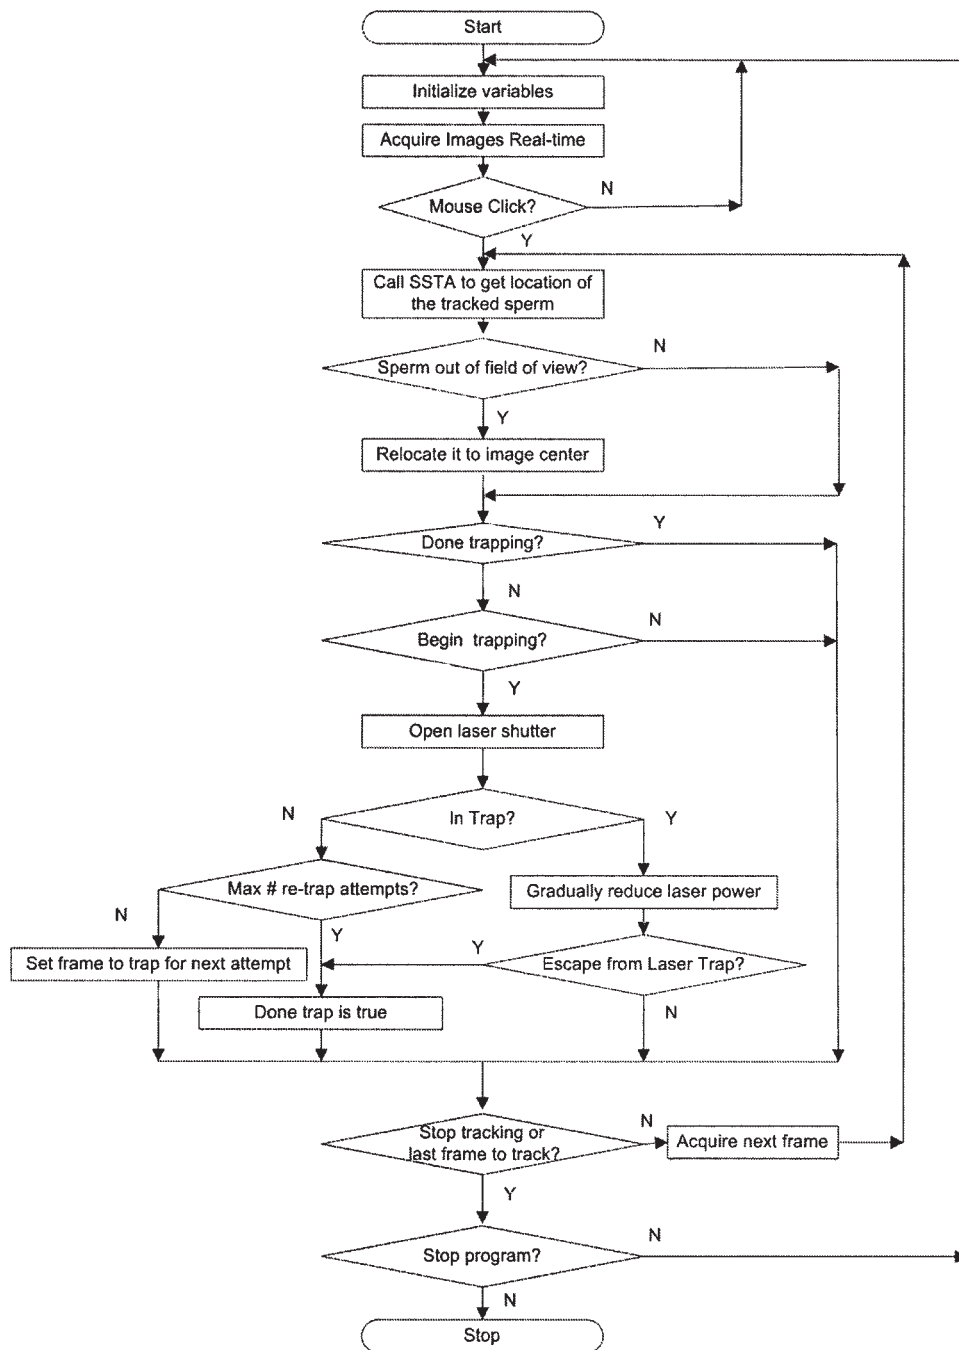 Start
Initialize variables
Acquire Images Real-time
N
Mouse Click?
Y
Call SSTA to get location of
the tracked sperm
N
Sperm out of field of view?
Y
Relocate it to image center
Y
Done trapping?
N
N
Begin trapping?
Y
Open laser shutter
N
In Trap?
Y
Max # re-trap attempts?
Gradually reduce laser power
N
Y
Y
Set frame to trap for next attempt
Escape from Laser Trap?
Done trap is true
N
N
Stop tracking or
last frame to track?
Acquire next frame
Y
N
Stop program?
N
Stop